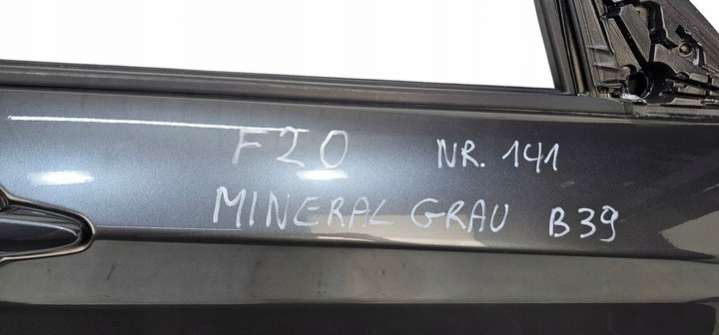 F20 NR. 141
MINERAL GRAU B39